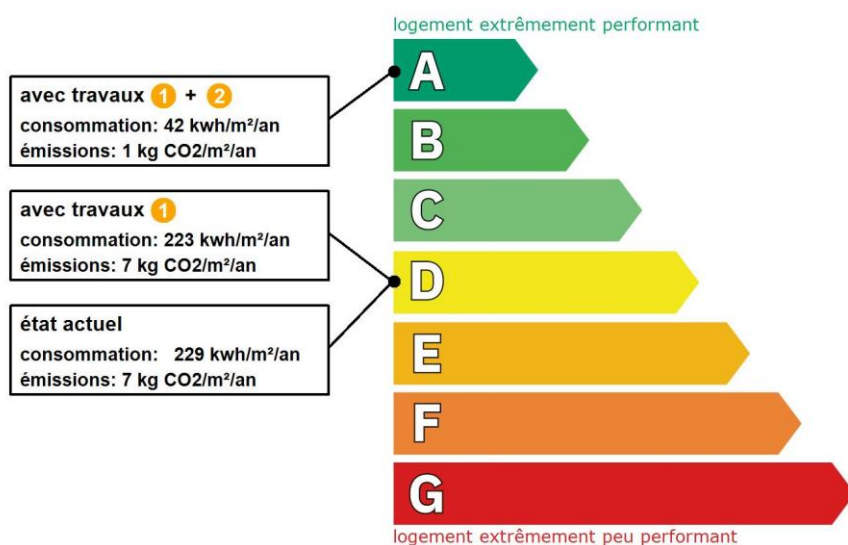 logement extrêmement performant
A
avec travaux 1 + 2
consommation: 42 kwh/m²/an
émissions: 1 kg CO2/m²/an
B
avec travaux 1
consommation: 223 kwh/m²/an
émissions: 7 kg CO2/m²/an
C
D
état actuel
consommation: 229 kwh/m²/an
émissions: 7 kg CO2/m²/an
E
F
G
logement extrêmement peu performant